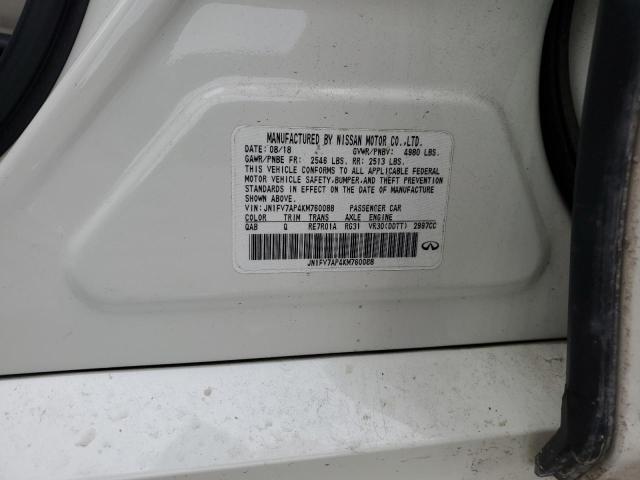 MANUFACTURED BY NISSAN MOTOR CO.,LTD.
DATE: 08/18 GVWR/PNBV: 4980 LBS.
GAWR/PNBE FR: 2546 LBS. RR: 2513 LBS.
THIS VEHICLE CONFORMS TO ALL APPLICABLE FEDERAL
MOTOR VEHICLE SAFETY,BUMPER,AND THEFT PREVENTION
STANDARDS IN EFFECT ON THE DATE OF MANUFACTURE
SHOWN ABOVE.
VIN: JN1FV7AP4KM760088 PASSENGER CAR
COLOR TRIM TRANS AXLE ENGINE
QAB Q RE7R01A RG31 VR30(DDTT) 2997CC
JN1FV7AP4KM760088